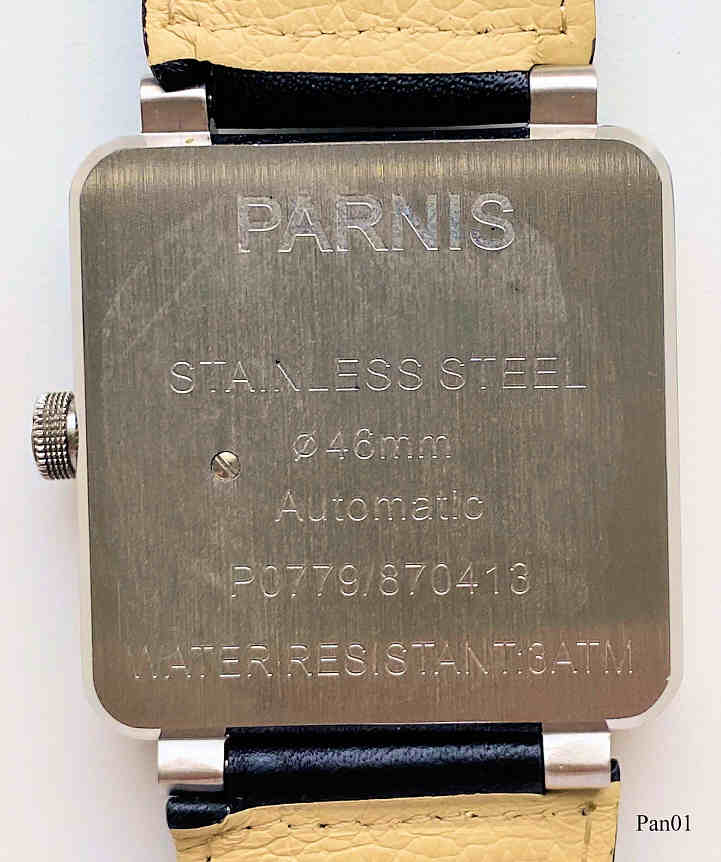 PARNIS
STAINLESS STEEL
Ø46mm
Automatic
P0779/870413
WATER RESISTANT:3ATM
Pan01